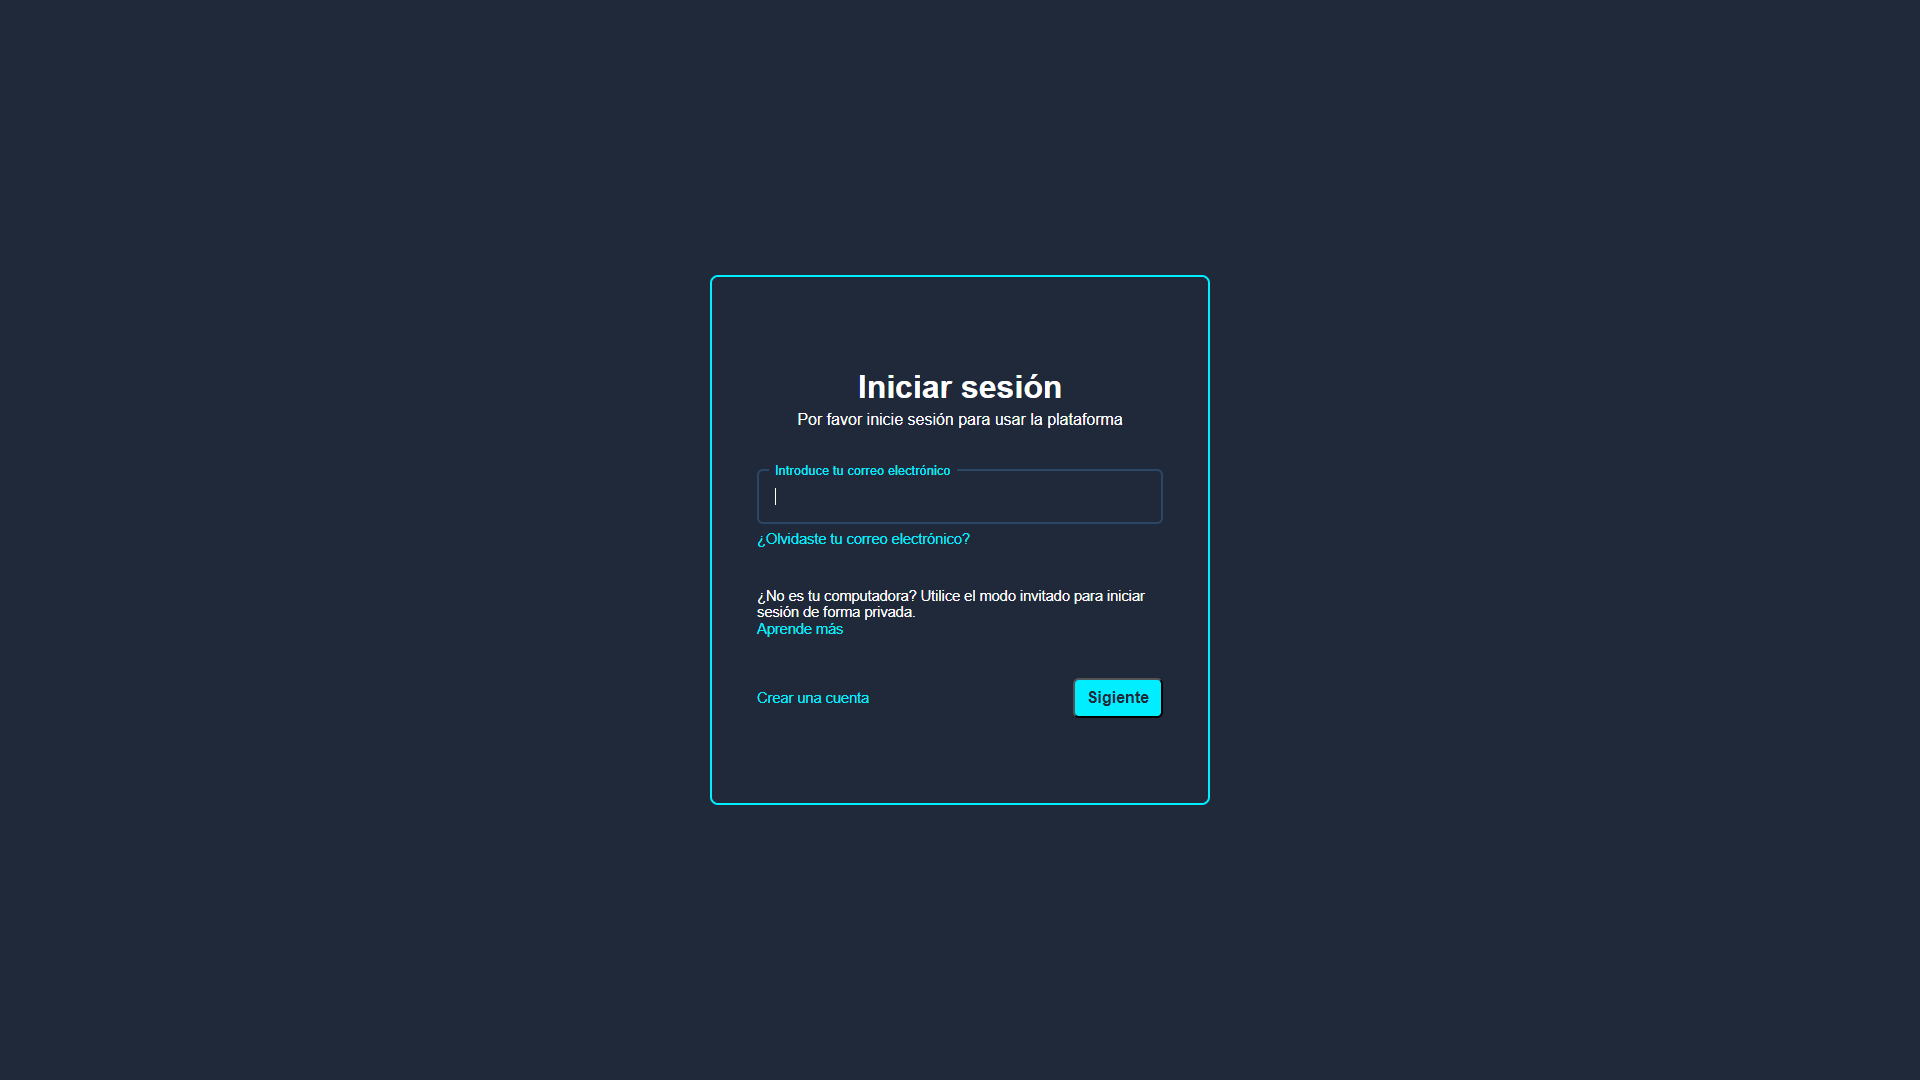 Iniciar sesión
Por favor inicie sesión para usar la plataforma
Introduce tu correo electrónico
¿Olvidaste tu correo electrónico?
¿No es tu computadora? Utilice el modo invitado para iniciar
sesión de forma privada.
Aprende más
Crear una cuenta
Sigiente